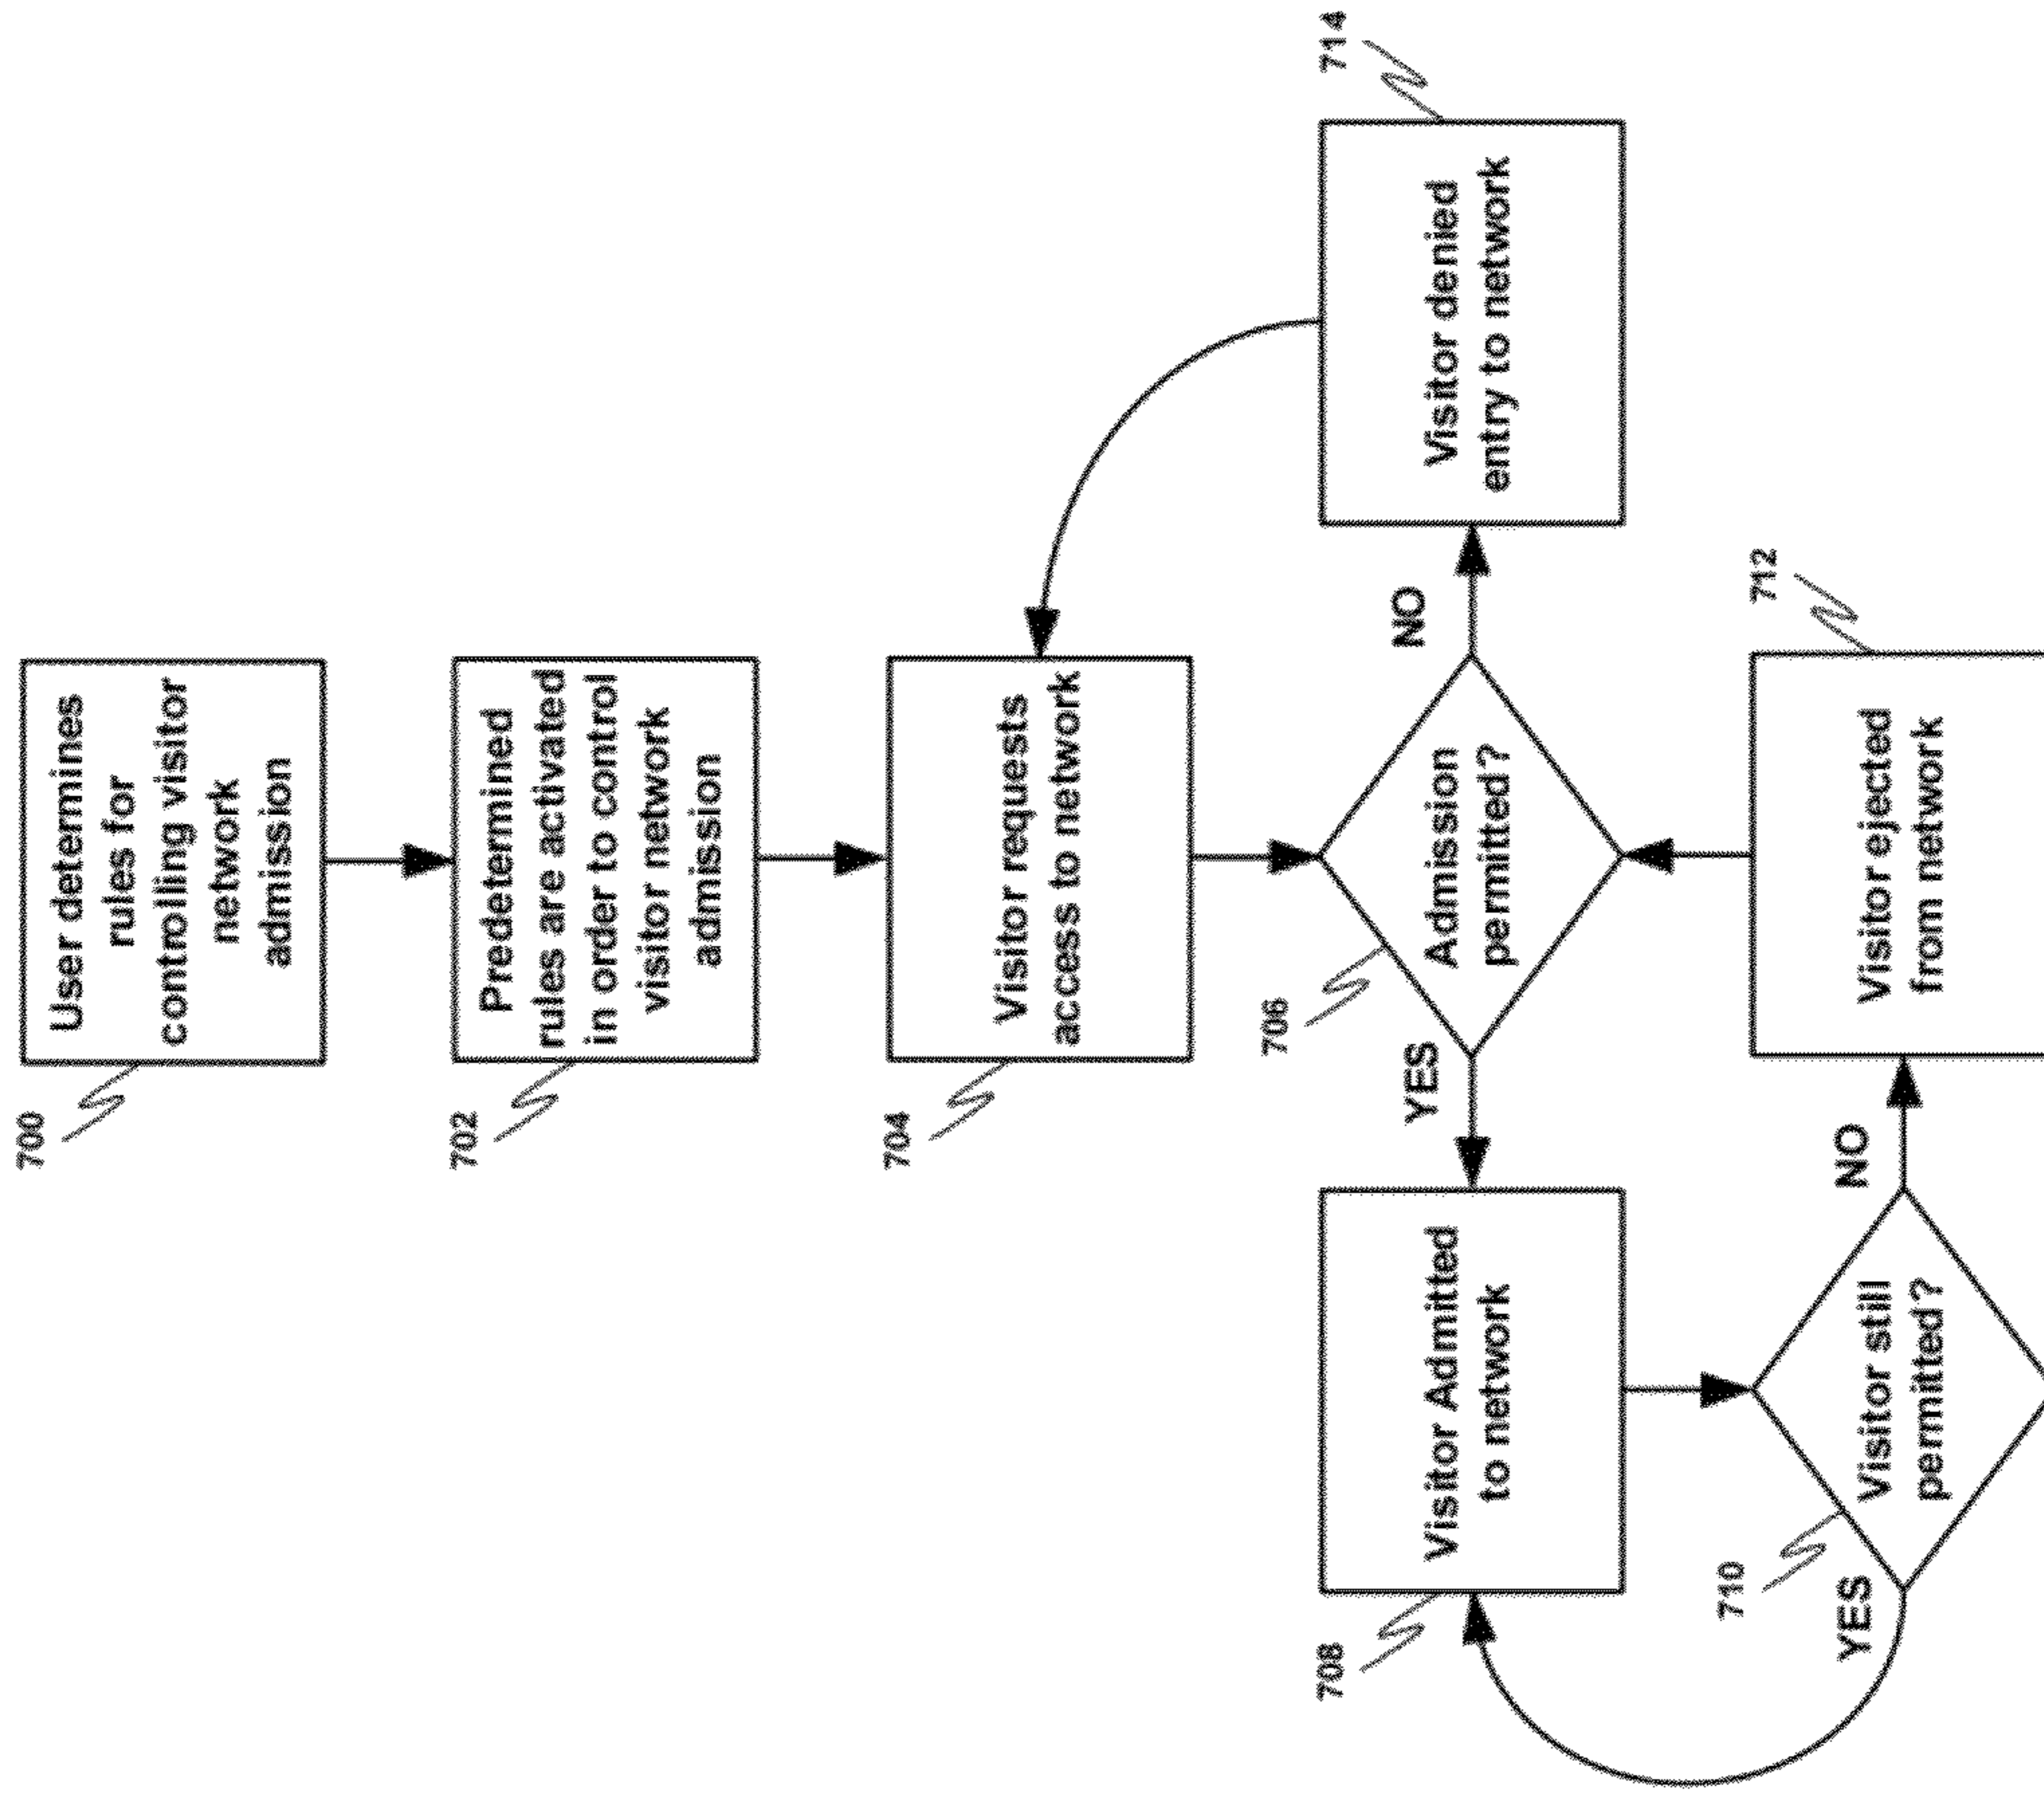 700
User determines
rules for
controlling visitor
network
admission
702
Predetermined
rules are activated
in order to control
visitor network
admission
704
Visitor requests
access to network
706
Admission
permitted?
YES
NO
708
Visitor Admitted
to network
714
Visitor denied
entry to network
710
Visitor still
permitted?
YES
NO
712
Visitor ejected
from network